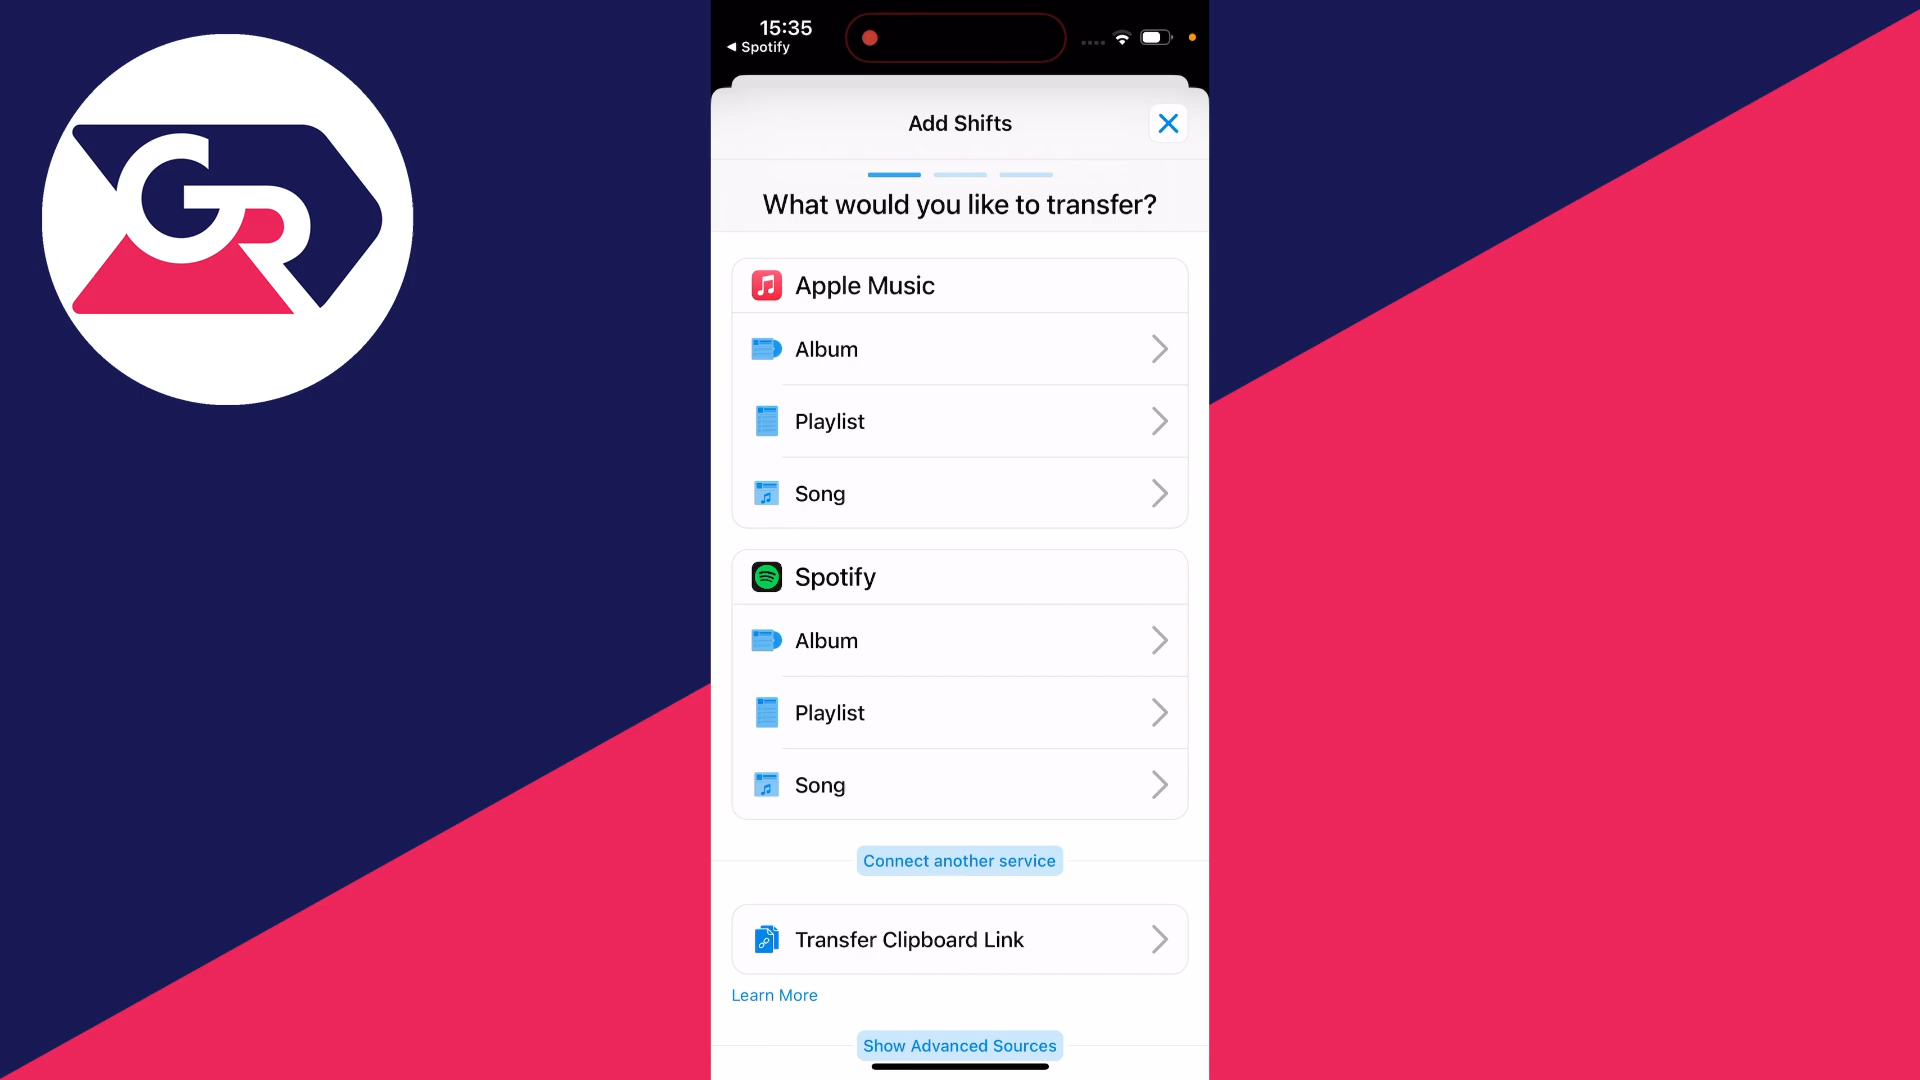 GR
15:35
◀ Spotify
Add Shifts
What would you like to transfer?
Apple Music
Album
Playlist
Song
Spotify
Album
Playlist
Song
Connect another service
Transfer Clipboard Link
Learn More
Show Advanced Sources